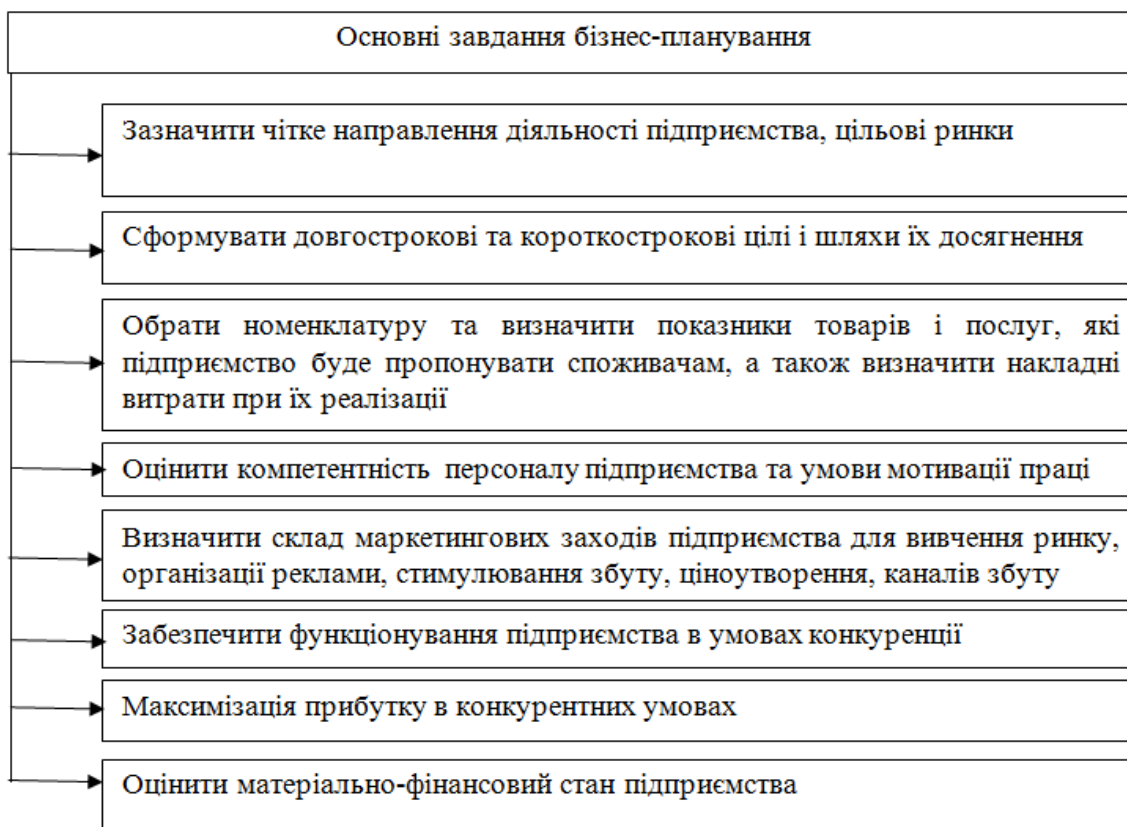 Основні завдання бізнес-планування
Зазначити чітке направлення діяльності підприємства, цільові ринки
Сформувати довгострокові та короткострокові цілі і шляхи їх досягнення
Обрати номенклатуру та визначити показники товарів і послуг, які
підприємство буде пропонувати споживачам, а також визначити накладні
витрати при їх реалізації
Оцінити компетентність персоналу підприємства та умови мотивації праці
Визначити склад маркетингових заходів підприємства для вивчення ринку,
організації реклами, стимулювання збуту, ціноутворення, каналів збуту
Забезпечити функціонування підприємства в умовах конкуренції
Максимізація прибутку в конкурентних умовах
Оцінити матеріально-фінансовий стан підприємства